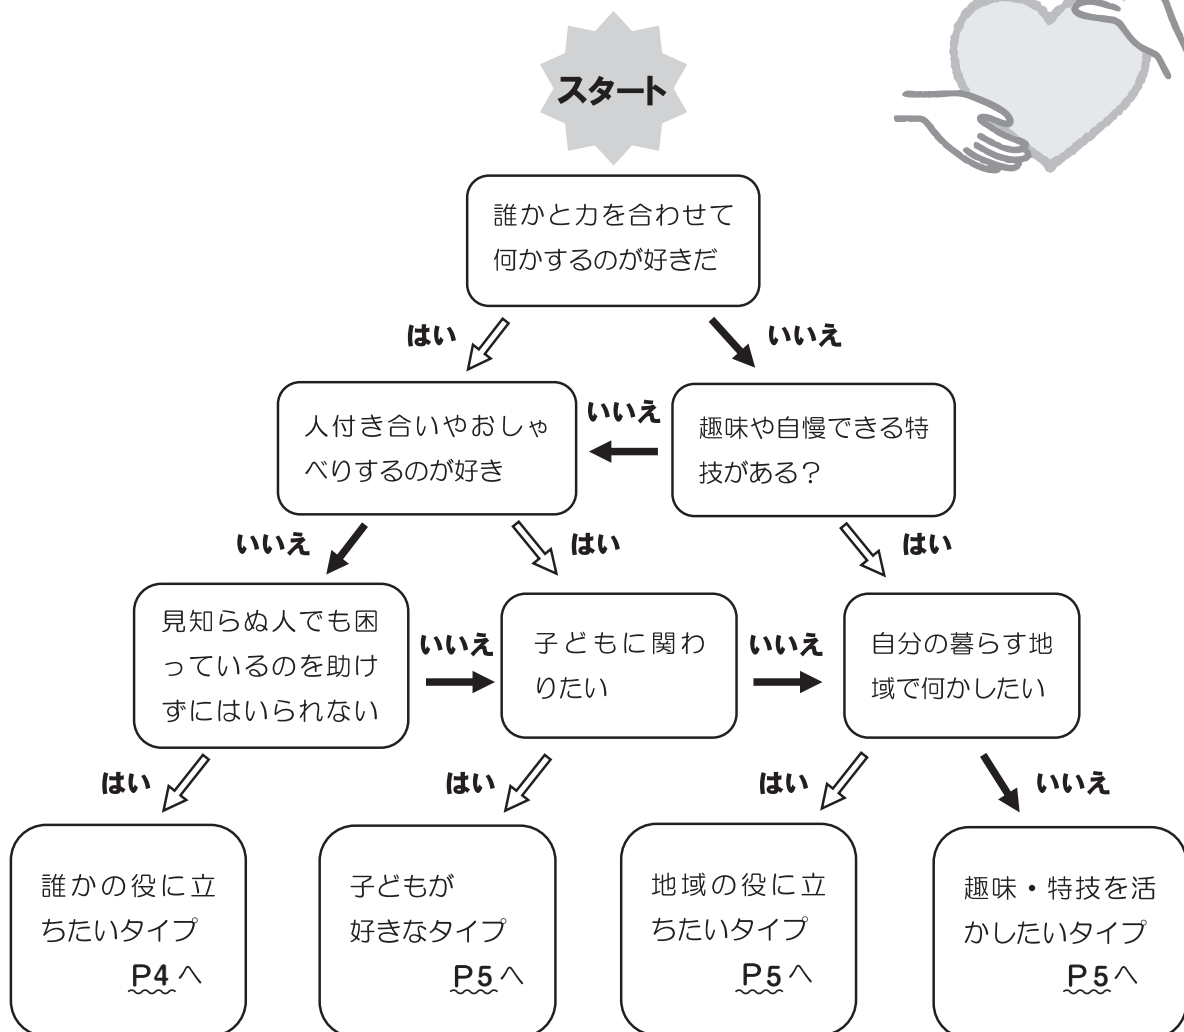 スタート
誰かと力を合わせて
何かするのが好きだ
はい
いいえ
人付き合いやおしゃ
べりするのが好き
いいえ
趣味や自慢できる特
技がある？
いいえ
はい
はい
見知らぬ人でも困
っているのを助け
ずにはいられない
いいえ
子どもに関わ
りたい
いいえ
自分の暮らす地
域で何かしたい
はい
はい
はい
いいえ
誰かの役に立
ちたいタイプ
P4へ
子どもが
好きなタイプ
P5へ
地域の役に立
ちたいタイプ
P5へ
趣味・特技を活
かしたいタイプ
P5へ